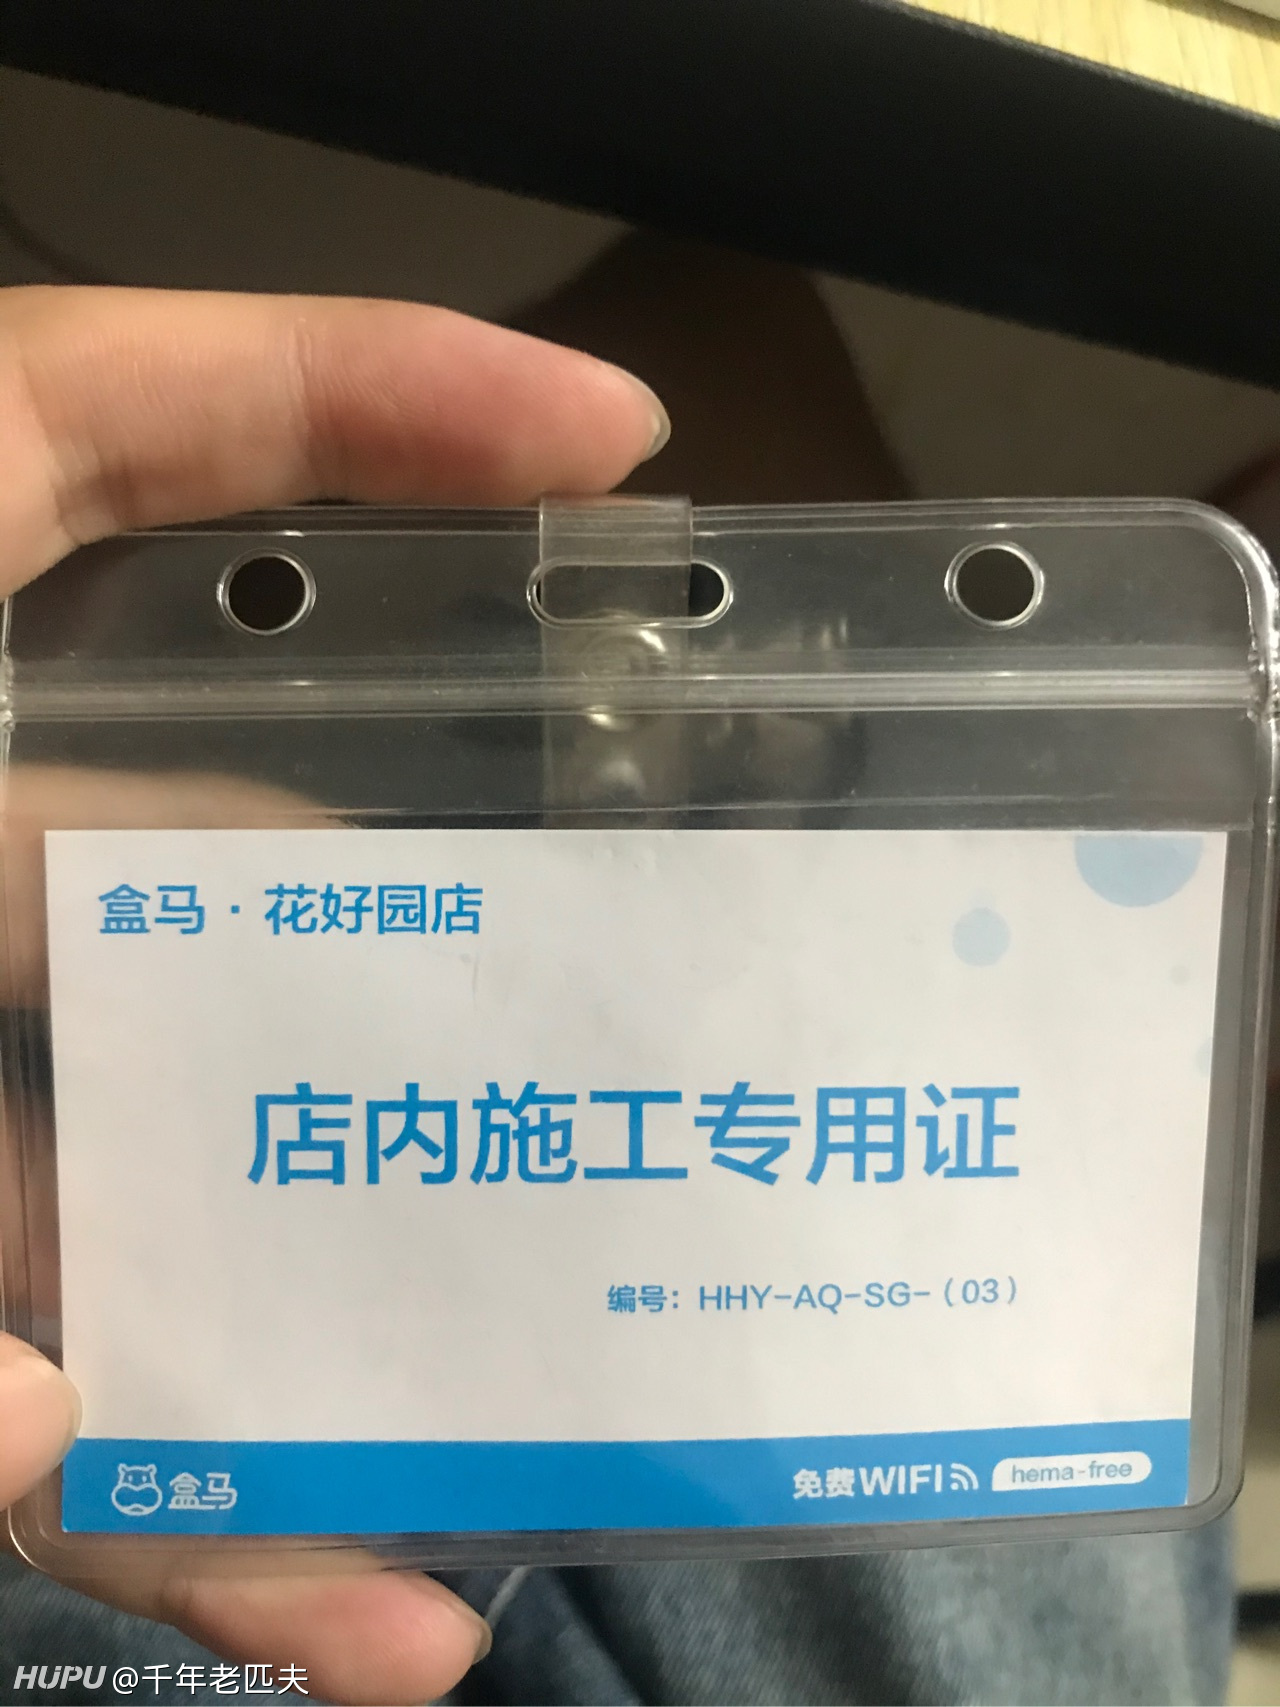 盒马·花好园店
店内施工专用证
编号：HHY-AQ-SG-（03）
盒马
免费WIFI hema-free
HUPU @千年老匹夫